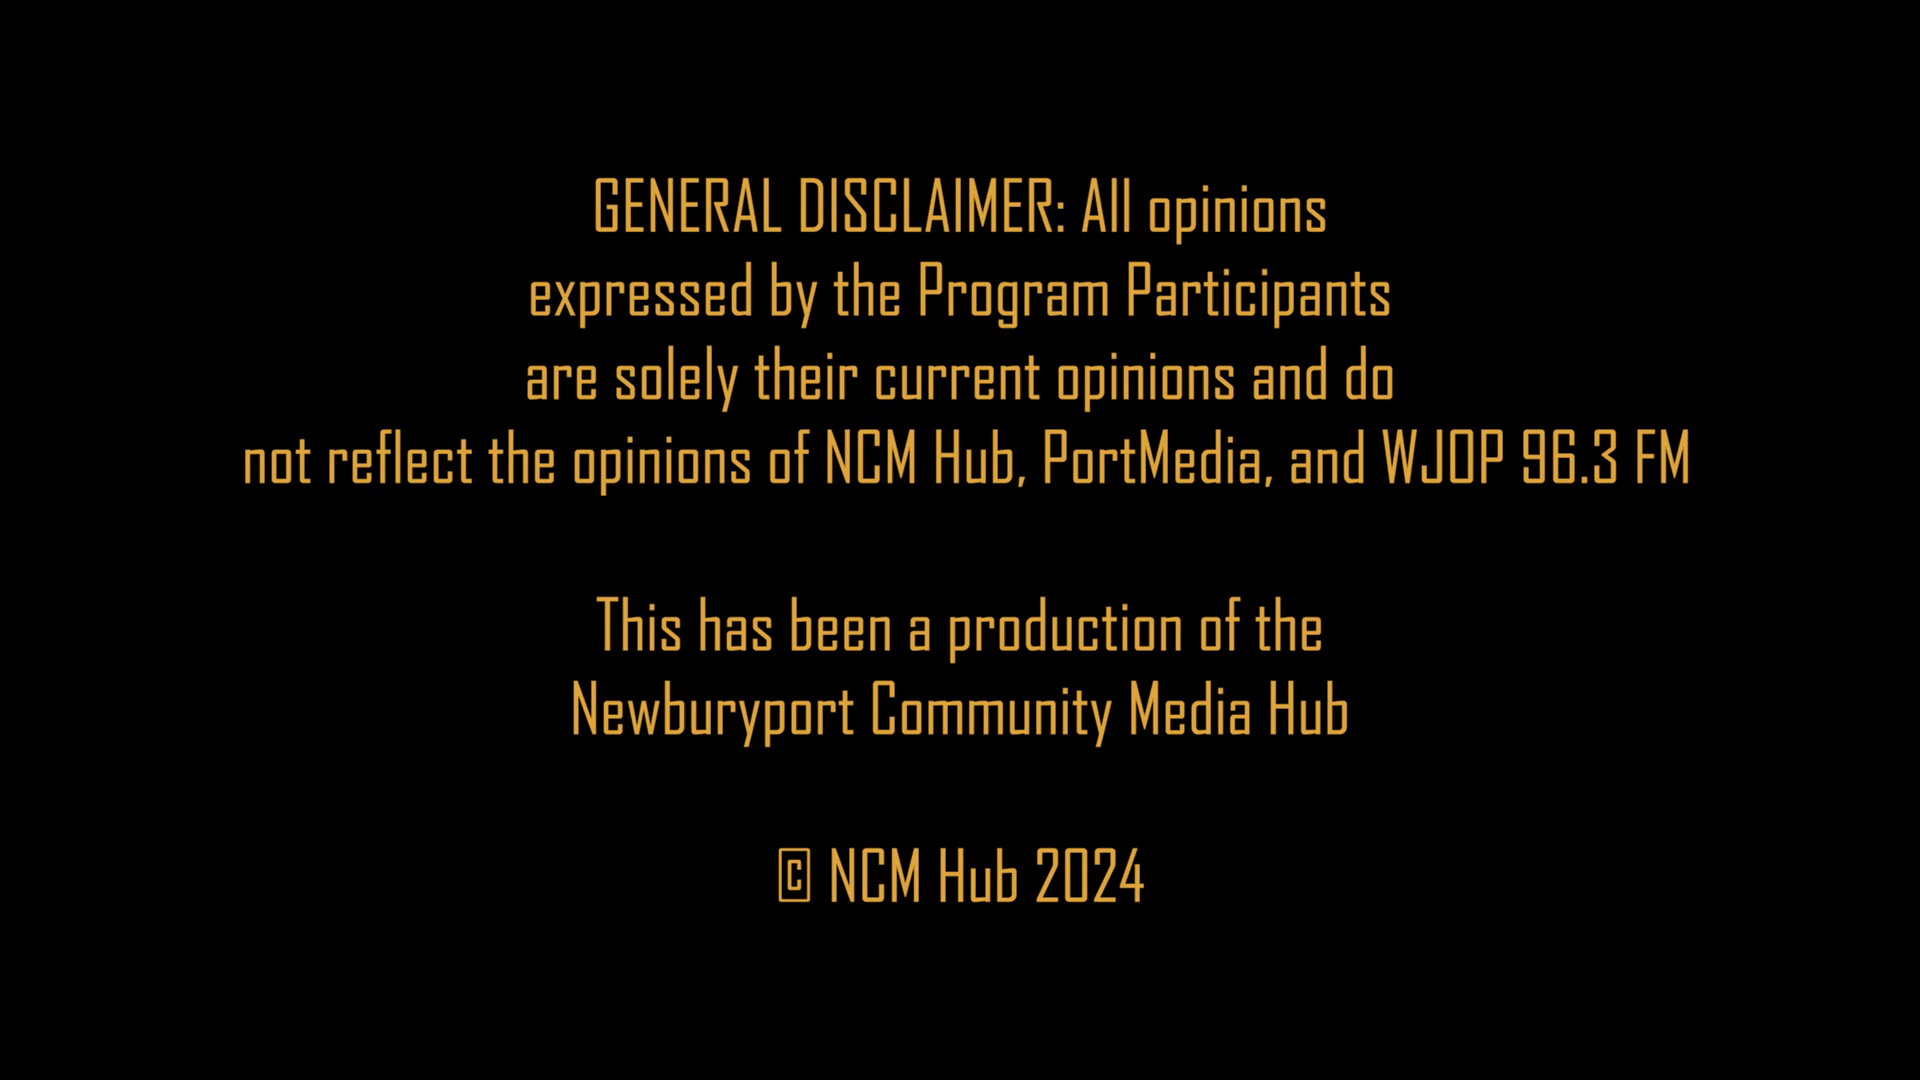 GENERAL DISCLAIMER: All opinions
expressed by the Program Participants
are solely their current opinions and do
not reflect the opinions of NCM Hub, PortMedia, and WJOP 96.3 FM
This has been a production of the
Newburyport Community Media Hub
© NCM Hub 2024